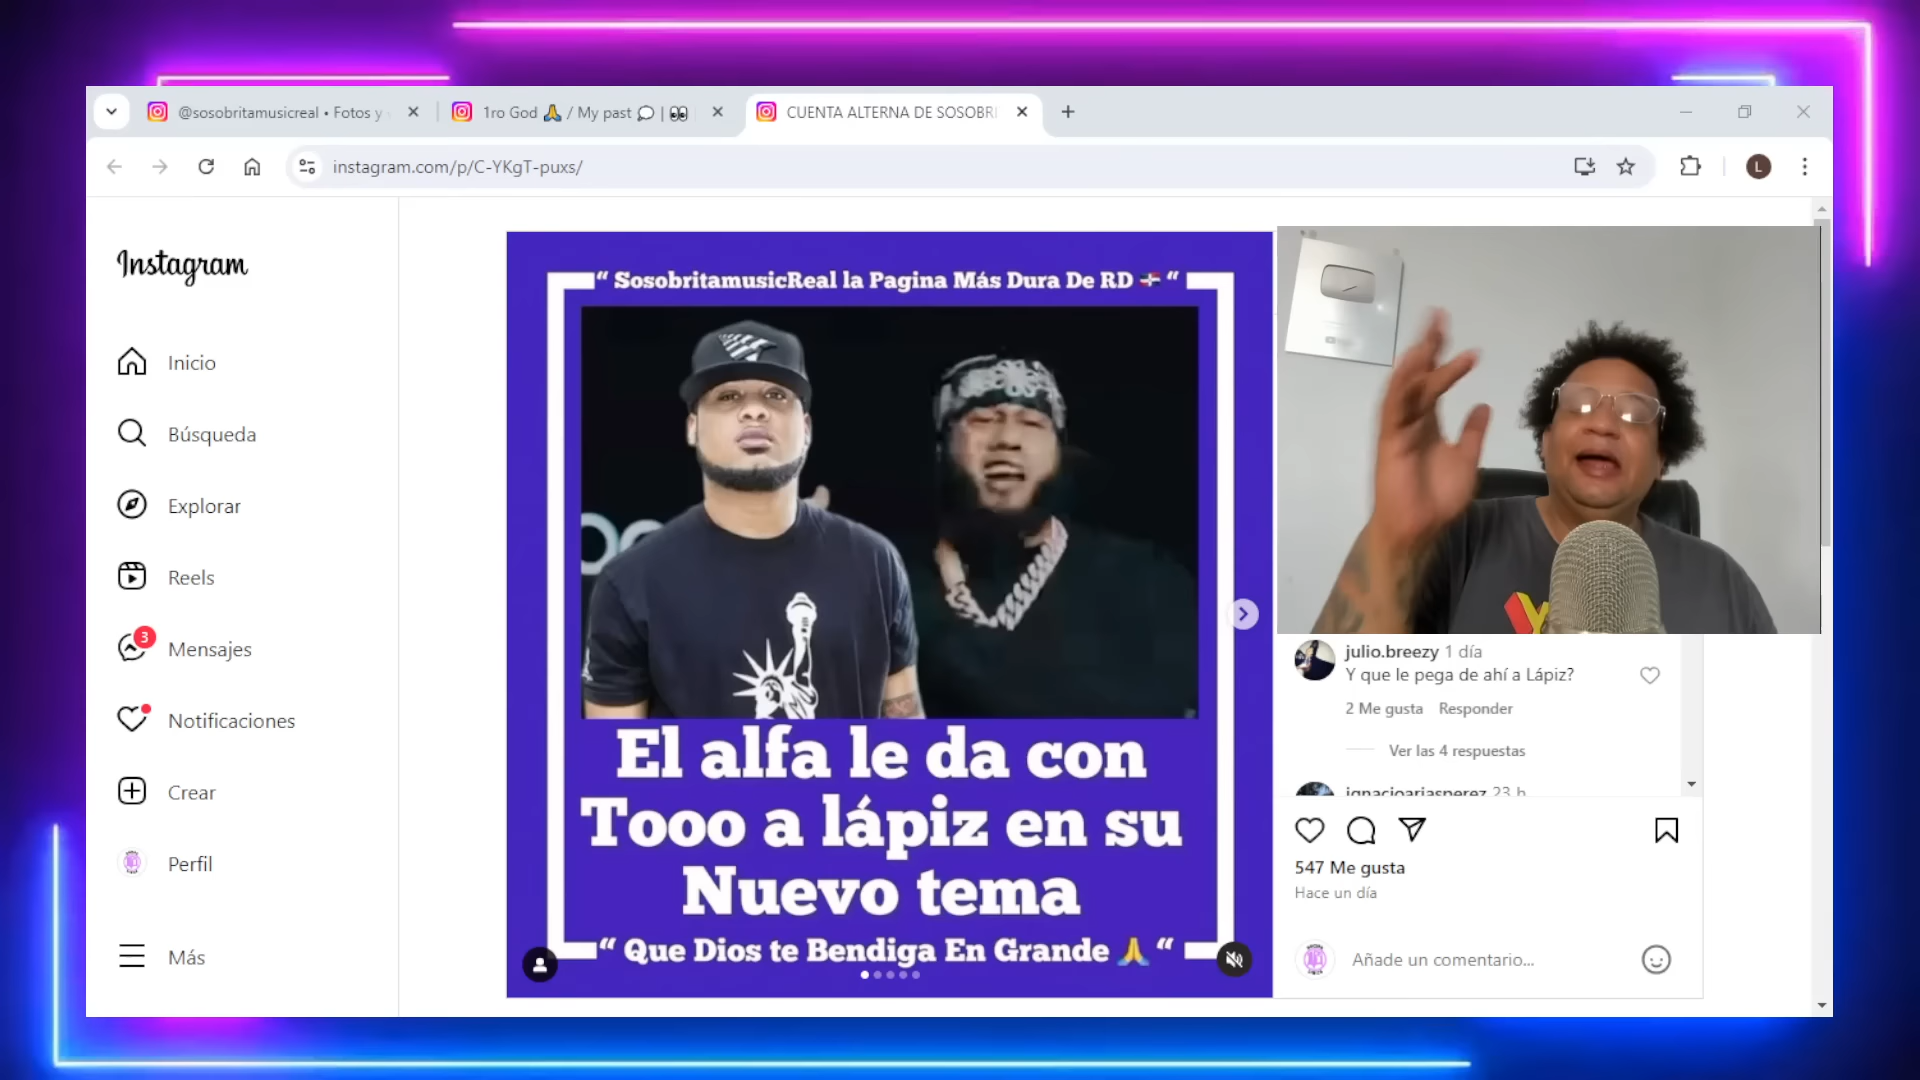 @sosobritamusicreal • Fotos y
1ro God 🙏 / My past 💭 | 👀
CUENTA ALTERNA DE SOSOBRI
instagram.com/p/C-YKgT-puxs/
L
Instagram
Inicio
Búsqueda
Explorar
Reels
3
Mensajes
Notificaciones
Crear
Perfil
Más
“ SosobritamusicReal la Pagina Más Dura De RD 🇩🇴 “
El alfa le da con
Tooo a lápiz en su
Nuevo tema
“ Que Dios te Bendiga En Grande 🙏 “
julio.breezy 1 día
Y que le pega de ahí a Lápiz?
2 Me gusta Responder
Ver las 4 respuestas
ignacioariasperez 23 h
547 Me gusta
Hace un día
Añade un comentario...